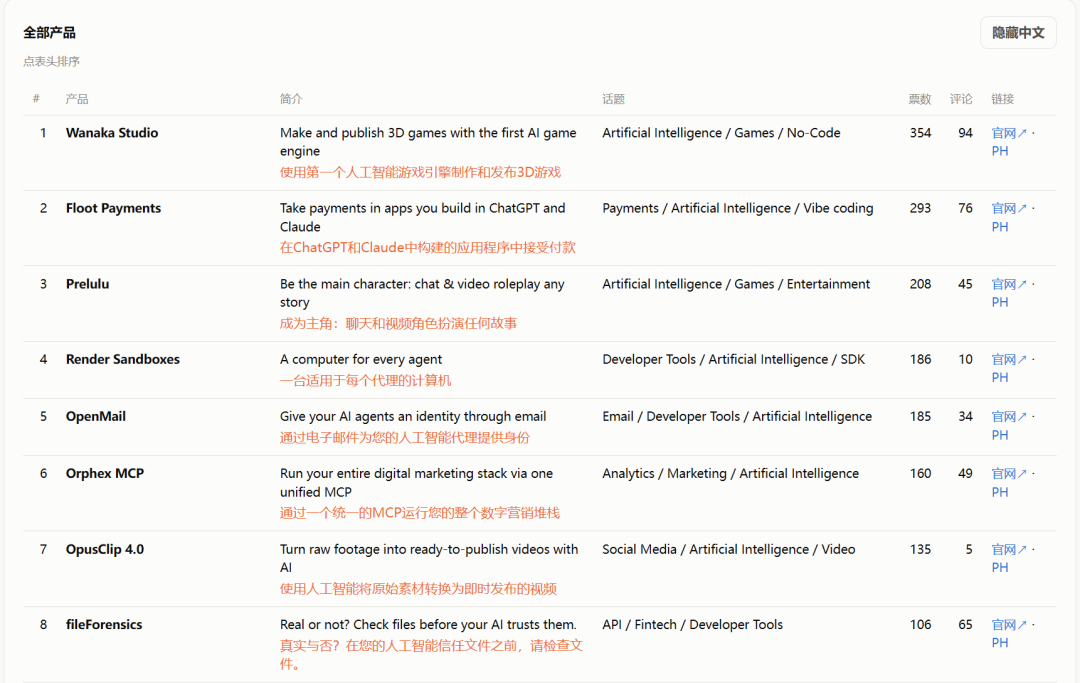 全部产品
隐藏中文
点表头排序
# 产品 简介 话题 票数 评论 链接
1 Wanaka Studio Make and publish 3D games with the first AI game Artificial Intelligence / Games / No-Code 354 94 官网↗ ·
engine PH
使用第一个人工智能游戏引擎制作和发布3D游戏
2 Floot Payments Take payments in apps you build in ChatGPT and Payments / Artificial Intelligence / Vibe coding 293 76 官网↗ ·
Claude PH
在ChatGPT和Claude中构建的应用程序中接受付款
3 Prelulu Be the main character: chat & video roleplay any Artificial Intelligence / Games / Entertainment 208 45 官网↗ ·
story PH
成为主角：聊天和视频角色扮演任何故事
4 Render Sandboxes A computer for every agent Developer Tools / Artificial Intelligence / SDK 186 10 官网↗ ·
一台适用于每个代理的计算机 PH
5 OpenMail Give your AI agents an identity through email Email / Developer Tools / Artificial Intelligence 185 34 官网↗ ·
通过电子邮件为您的人工智能代理提供身份 PH
6 Orphex MCP Run your entire digital marketing stack via one Analytics / Marketing / Artificial Intelligence 160 49 官网↗ ·
unified MCP PH
通过一个统一的MCP运行您的整个数字营销堆栈
7 OpusClip 4.0 Turn raw footage into ready-to-publish videos with Social Media / Artificial Intelligence / Video 135 5 官网↗ ·
AI PH
使用人工智能将原始素材转换为即时发布的视频
8 fileForensics Real or not? Check files before your AI trusts them. API / Fintech / Developer Tools 106 65 官网↗ ·
真实与否？在您的人工智能信任文件之前，请检查文 PH
件。